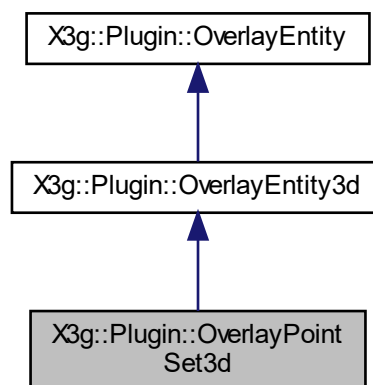 X3g::Plugin::OverlayEntity
X3g::Plugin::OverlayEntity3d
X3g::Plugin::OverlayPoint
Set3d